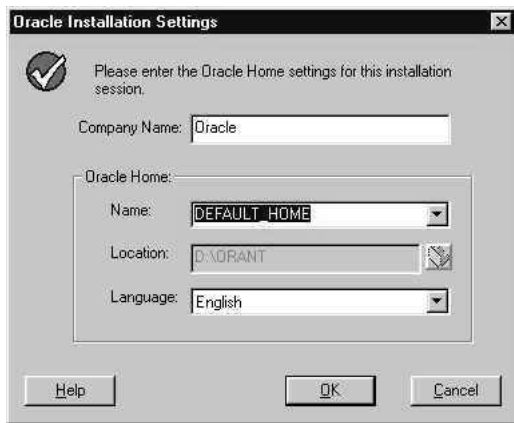 Oracle Installation Settings
Please enter the Oracle Home settings for this installation
session.
Company Name: Oracle
Oracle Home:
Name: DEFAULT_HOME
Location: D:\ORANT
Language: English
Help OK Cancel